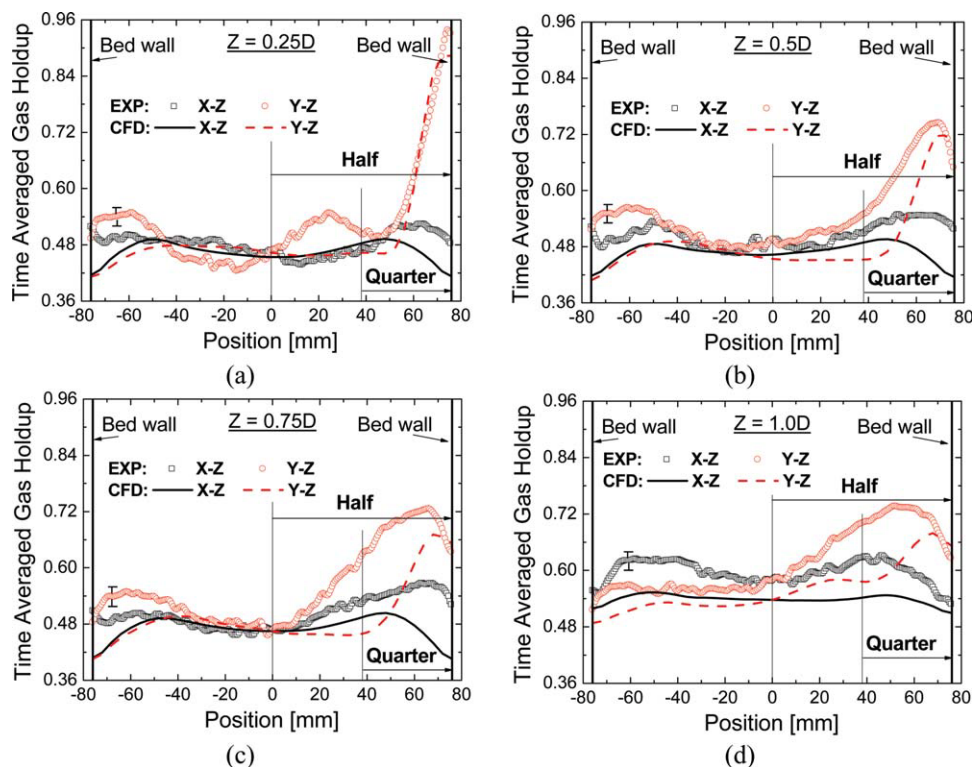 0.96
0.84
0.72
0.60
0.48
0.36
Time Averaged Gas Holdup
Z = 0.25D
Bed wall
Bed wall
EXP: X-Z Y-Z
CFD: X-Z Y-Z
Half
Quarter
-80 -60 -40 -20 0 20 40 60 80
Position [mm]
(a)
0.96
0.84
0.72
0.60
0.48
0.36
Time Averaged Gas Holdup
Z = 0.5D
Bed wall
Bed wall
EXP: X-Z Y-Z
CFD: X-Z Y-Z
Half
Quarter
-80 -60 -40 -20 0 20 40 60 80
Position [mm]
(b)
0.96
0.84
0.72
0.60
0.48
0.36
Time Averaged Gas Holdup
Bed wall
Z = 0.75D
Bed wall
EXP: X-Z Y-Z
CFD: X-Z Y-Z
Half
Quarter
-80 -60 -40 -20 0 20 40 60 80
Position [mm]
(c)
0.96
0.84
0.72
0.60
0.48
0.36
Time Averaged Gas Holdup
Bed wall
Z = 1.0D
Bed wall
EXP: X-Z Y-Z
CFD: X-Z Y-Z
Half
Quarter
-80 -60 -40 -20 0 20 40 60 80
Position [mm]
(d)